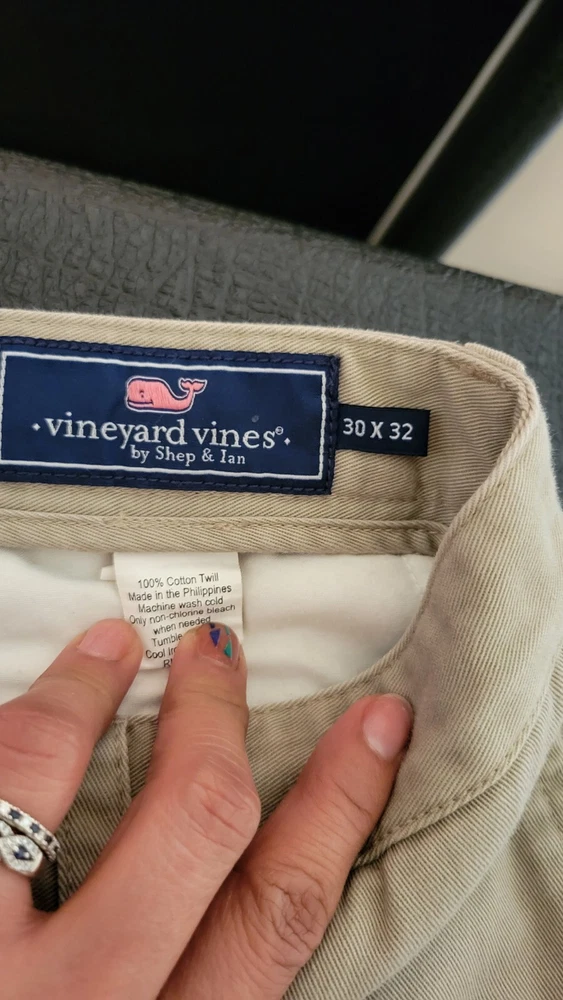 ·vineyard vines®·
by Shep & Ian
30 X 32
100% Cotton Twill
Made in the Philippines
Machine wash cold
Only non-chlorine bleach
when needed
Tumble
Cool